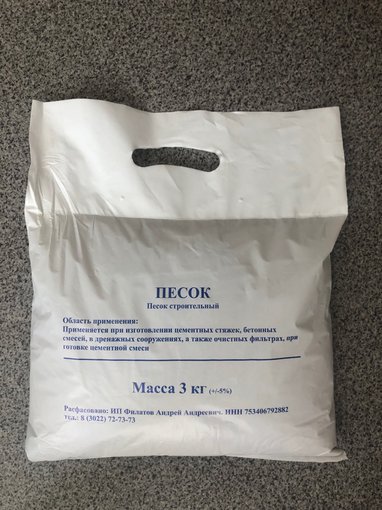 ПЕСОК
Песок строительный
Область применения:
Применяется при изготовлении цементных стяжек, бетонных
смесей, в дренажных сооружениях, а также очистных фильтрах, при
готовке цементной смеси
Масса 3 кг (+/-5%)
Расфасовано: ИП Филатов Андрей Андреевич. ИНН 753406792882
тел.: 8 (3022) 72-73-73